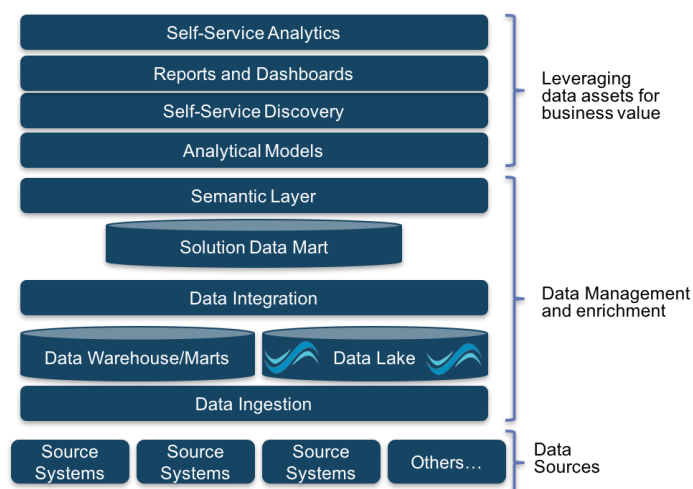 Self-Service Analytics
Reports and Dashboards
Self-Service Discovery
Analytical Models
Leveraging
data assets for
business value
Semantic Layer
Solution Data Mart
Data Integration
Data Warehouse/Marts
Data Lake
Data Ingestion
Data Management
and enrichment
Source
Systems
Source
Systems
Source
Systems
Others...
Data
Sources